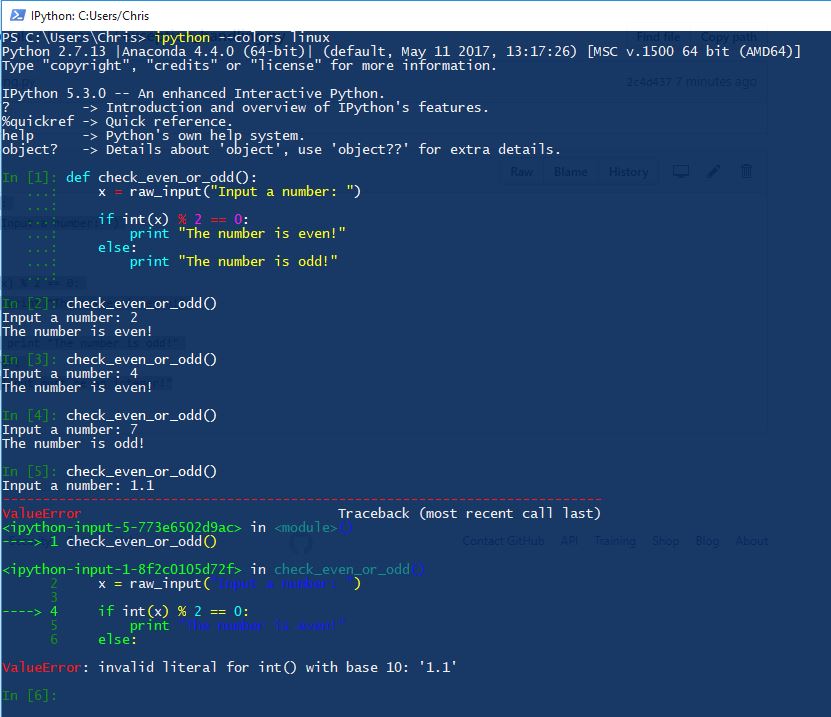 IPython: C:Users/Chris
PS C:\Users\Chris> ipython --colors linux
Python 2.7.13 |Anaconda 4.4.0 (64-bit)| (default, May 11 2017, 13:17:26) [MSC v.1500 64 bit (AMD64)]
Type "copyright", "credits" or "license" for more information.
IPython 5.3.0 -- An enhanced Interactive Python.
?         -> Introduction and overview of IPython's features.
%quickref -> Quick reference.
help      -> Python's own help system.
object?   -> Details about 'object', use 'object??' for extra details.
In [1]: def check_even_or_odd():
   ...:     x = raw_input("Input a number: ")
   ...:
   ...:     if int(x) % 2 == 0:
   ...:         print "The number is even!"
   ...:     else:
   ...:         print "The number is odd!"
   ...:
In [2]: check_even_or_odd()
Input a number: 2
The number is even!
In [3]: check_even_or_odd()
Input a number: 4
The number is even!
In [4]: check_even_or_odd()
Input a number: 7
The number is odd!
In [5]: check_even_or_odd()
Input a number: 1.1
---------------------------------------------------------------------------
ValueError                                Traceback (most recent call last)
<ipython-input-5-773e6502d9ac> in <module>()
----> 1 check_even_or_odd()
<ipython-input-1-8f2c0105d72f> in check_even_or_odd()
      2     x = raw_input("Input a number: ")
      3
----> 4     if int(x) % 2 == 0:
      5         print "The number is even!"
      6     else:
ValueError: invalid literal for int() with base 10: '1.1'
In [6]:
Find file Copy path
2c4d437 7 minutes ago
Raw Blame History
print "The number is odd!"
Contact GitHub API Training Shop Blog About